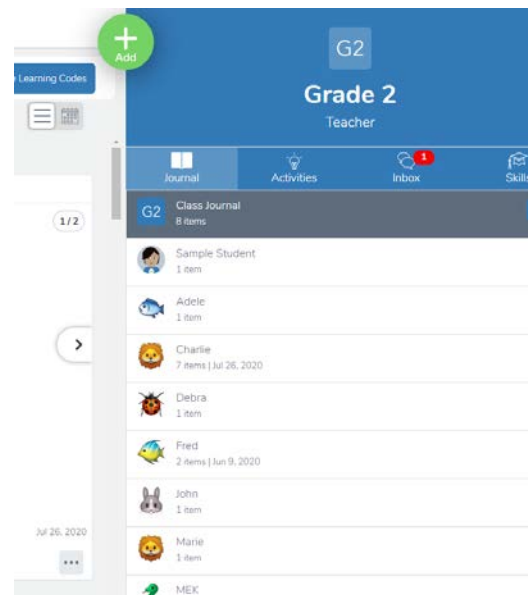 Add
Learning Codes
1/2
Jul 26, 2020
G2
Grade 2
Teacher
Journal
Activities
1
Inbox
Skills
G2
Class Journal
8 items
Sample Student
1 item
Adele
1 item
Charlie
7 items | Jul 26, 2020
Debra
1 item
Fred
2 items | Jun 9, 2020
John
1 item
Marie
1 item
MEK